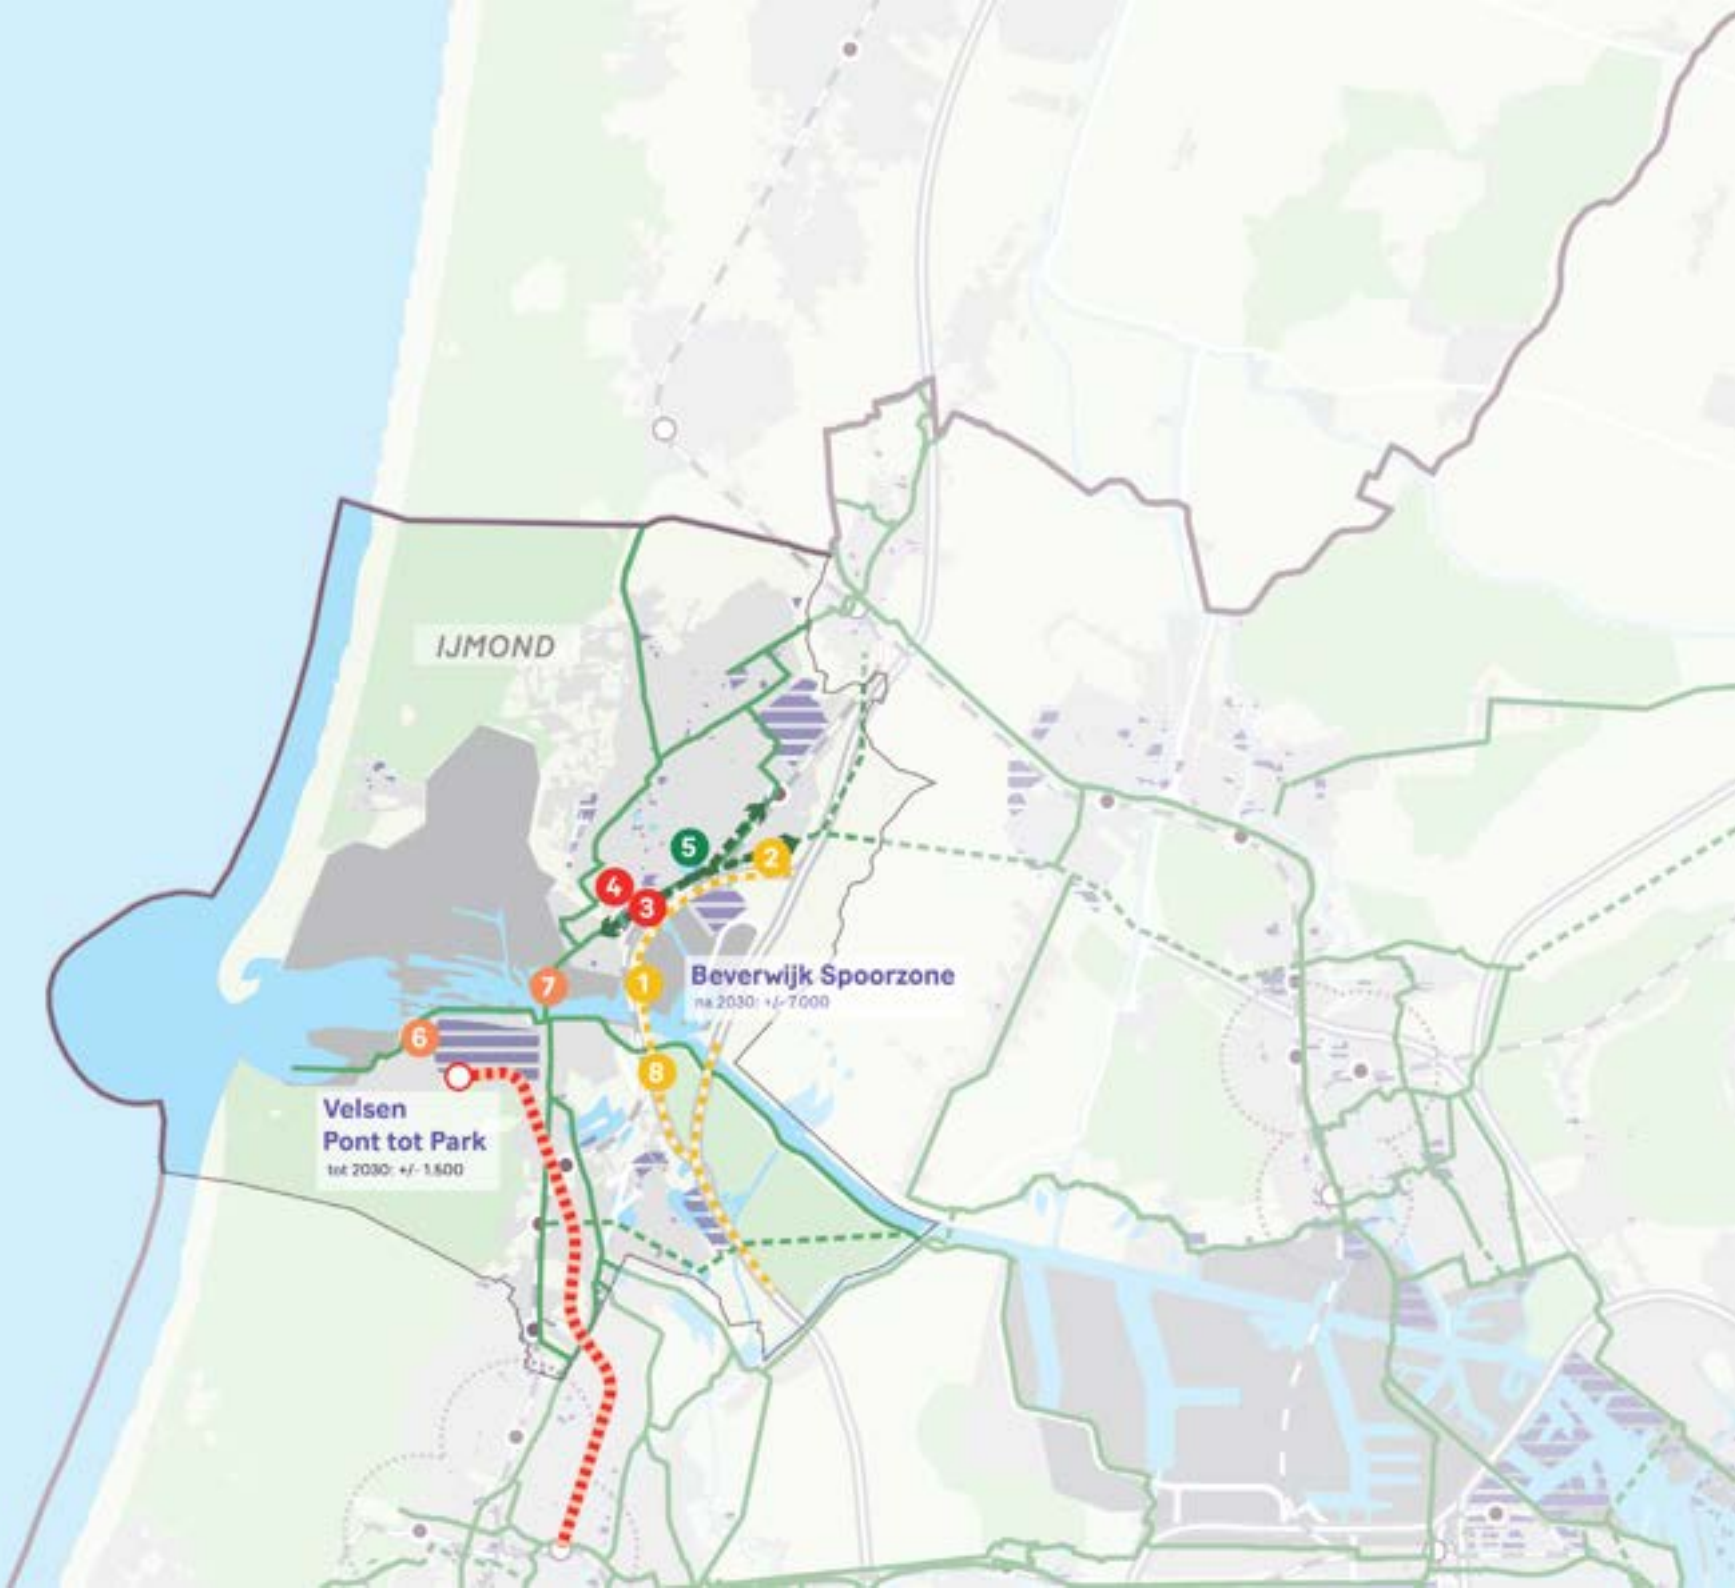 IJMOND
5
2
4
3
7
1
Beverwijk Spoorzone
na 2030: +/- 7.000
6
8
Velsen
Pont tot Park
tot 2030: +/- 1.500